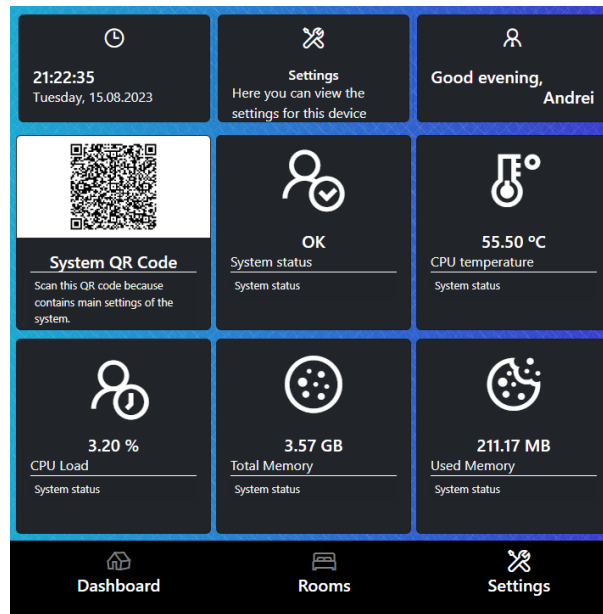 21:22:35
Tuesday, 15.08.2023
Settings
Here you can view the
settings for this device
Good evening,
Andrei
System QR Code
Scan this QR code because
contains main settings of the
system.
OK
System status
System status
55.50 ºC
CPU temperature
System status
3.20 %
CPU Load
System status
3.57 GB
Total Memory
System status
211.17 MB
Used Memory
System status
Dashboard
Rooms
Settings